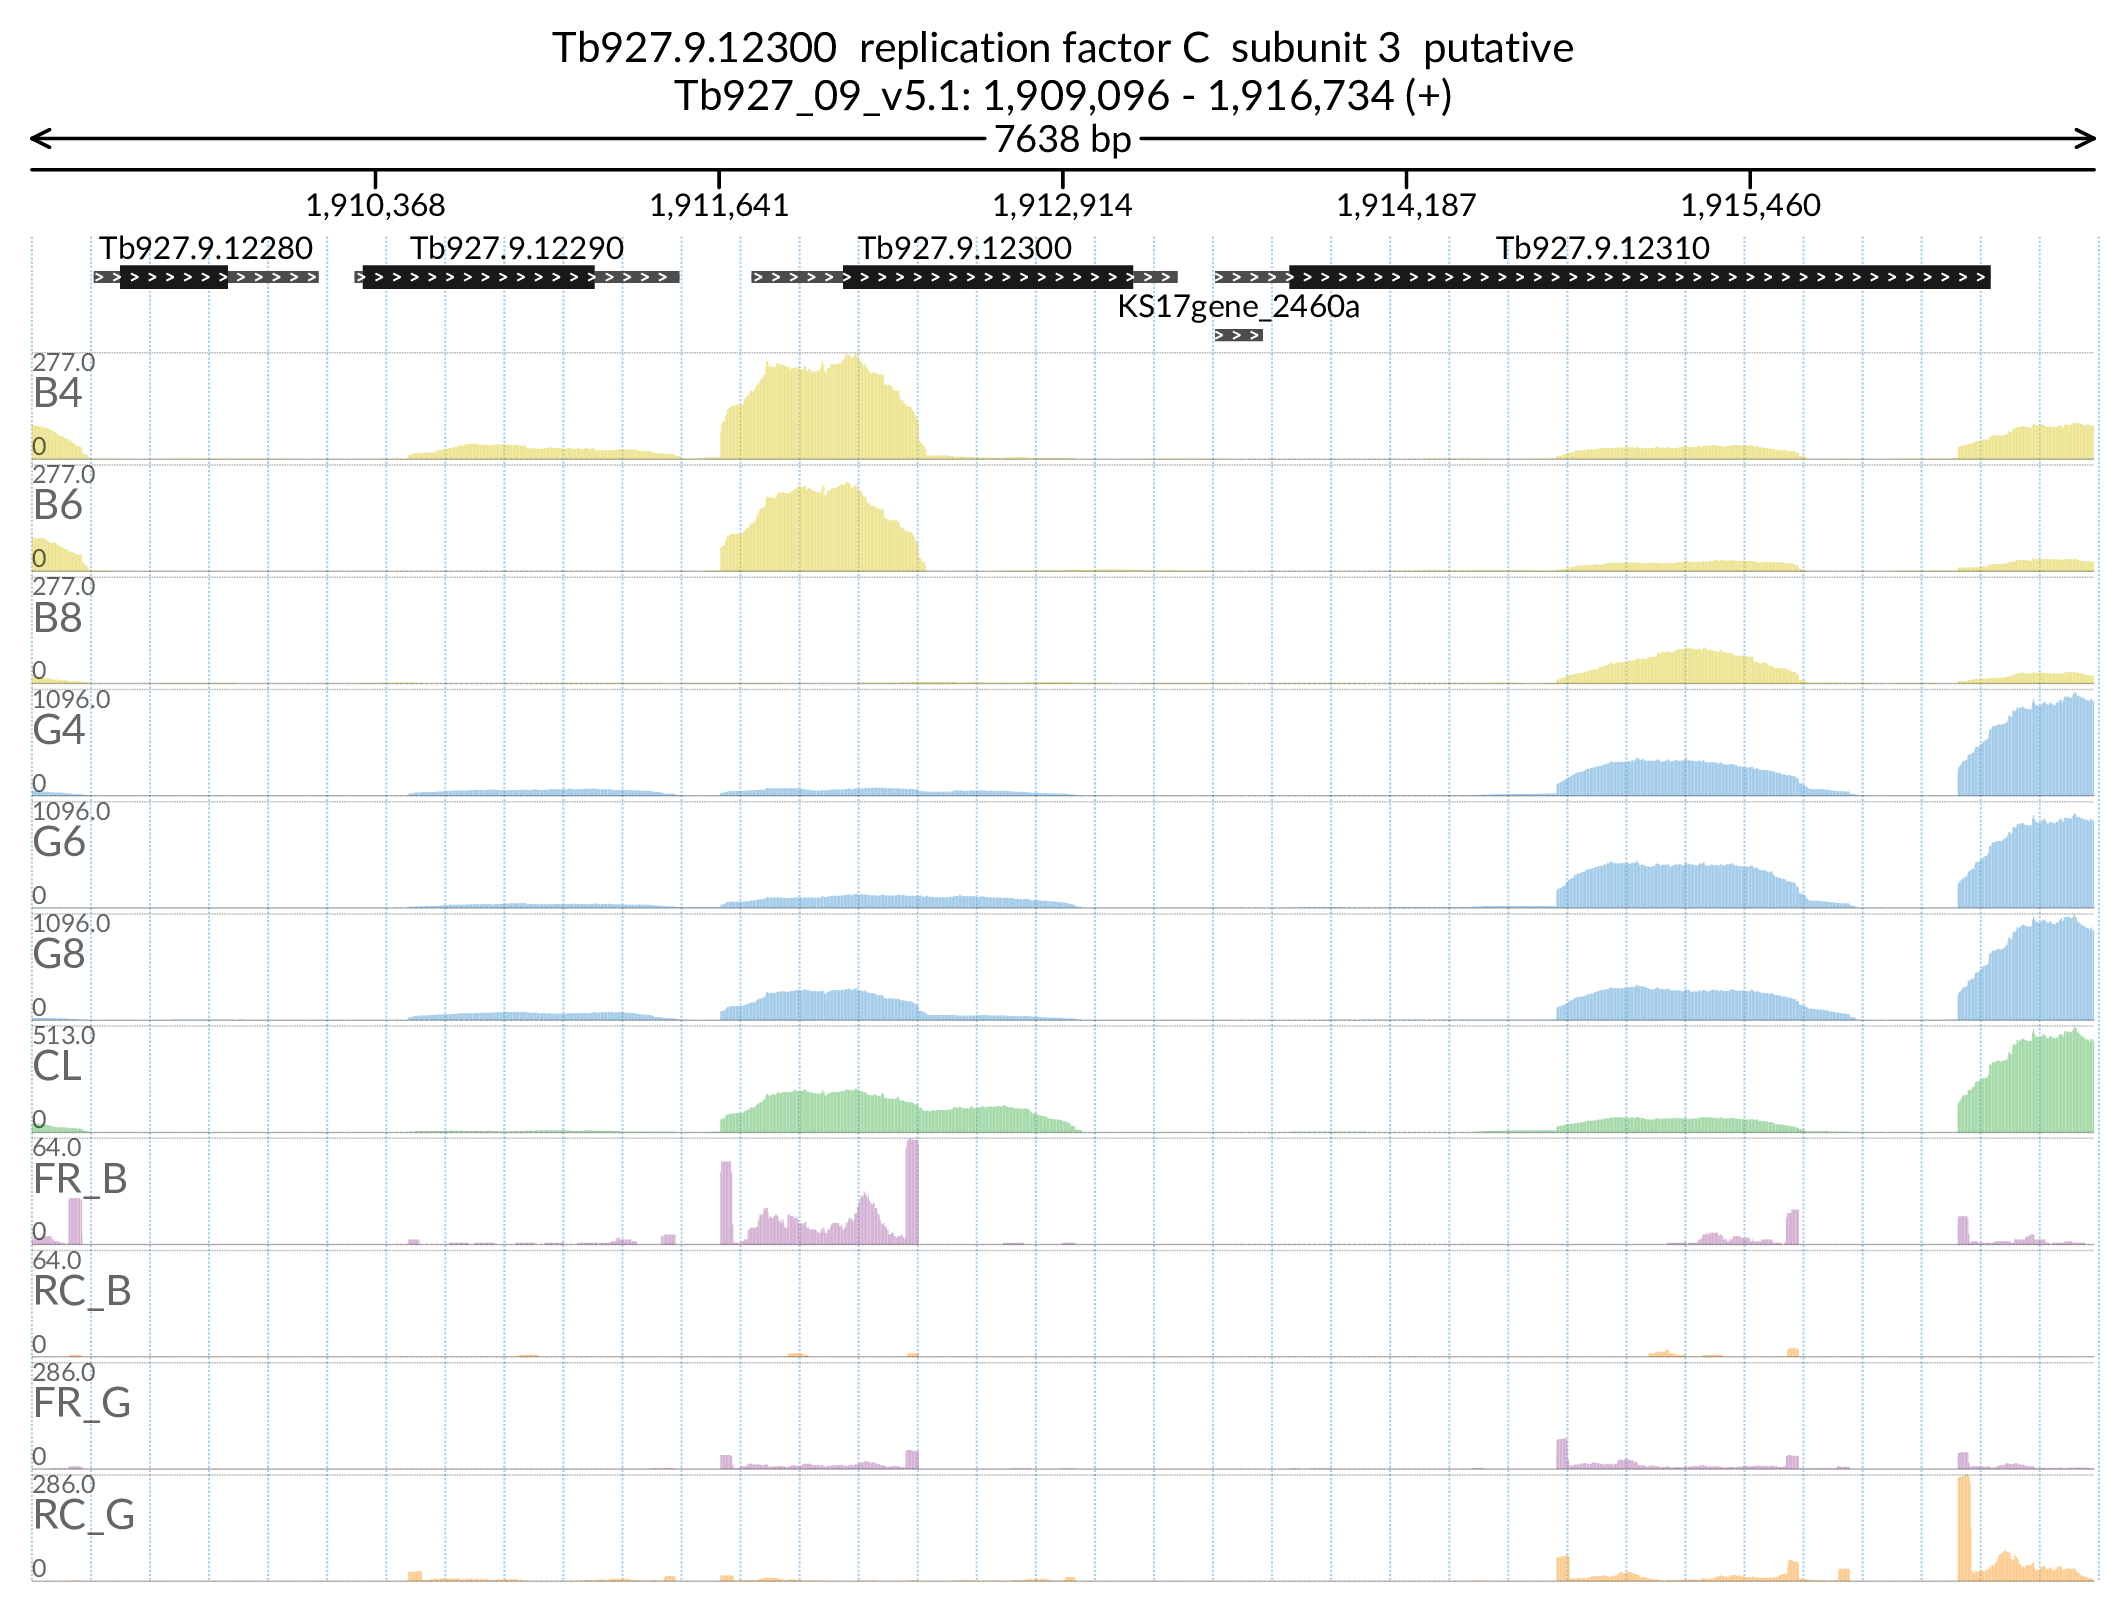 Tb927.9.12300 replication factor C subunit 3 putative
Tb927_09_v5.1: 1,909,096 - 1,916,734 (+)
7638 bp
1,910,368 1,911,641 1,912,914 1,914,187 1,915,460
Tb927.9.12280 Tb927.9.12290 Tb927.9.12300 Tb927.9.12310
KS17gene_2460a
277.0
B4
0
277.0
B6
0
277.0
B8
0
1096.0
G4
0
1096.0
G6
0
1096.0
G8
0
513.0
CL
0
64.0
FR_B
0
64.0
RC_B
0
286.0
FR_G
0
286.0
RC_G
0